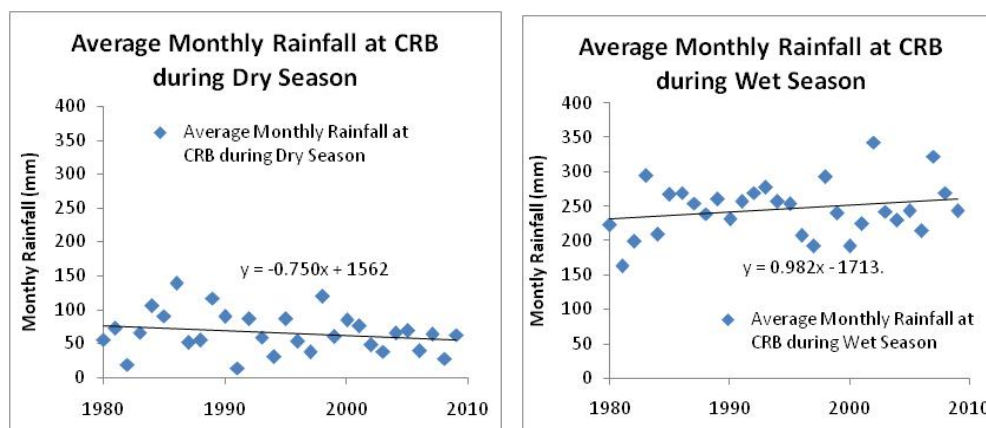 Average Monthly Rainfall at CRB
during Dry Season
400
350
300
250
200
150
100
50
0
Monthy Rainfall (mm)
Average Monthly Rainfall at
CRB during Dry Season
y = -0.750x + 1562
1980
1990
2000
2010
Average Monthly Rainfall at CRB
during Wet Season
400
350
300
250
200
150
100
50
0
Montly Rainfall (mm)
y = 0.982x - 1713.
Average Monthly Rainfall at
CRB during Wet Season
1980
1990
2000
2010